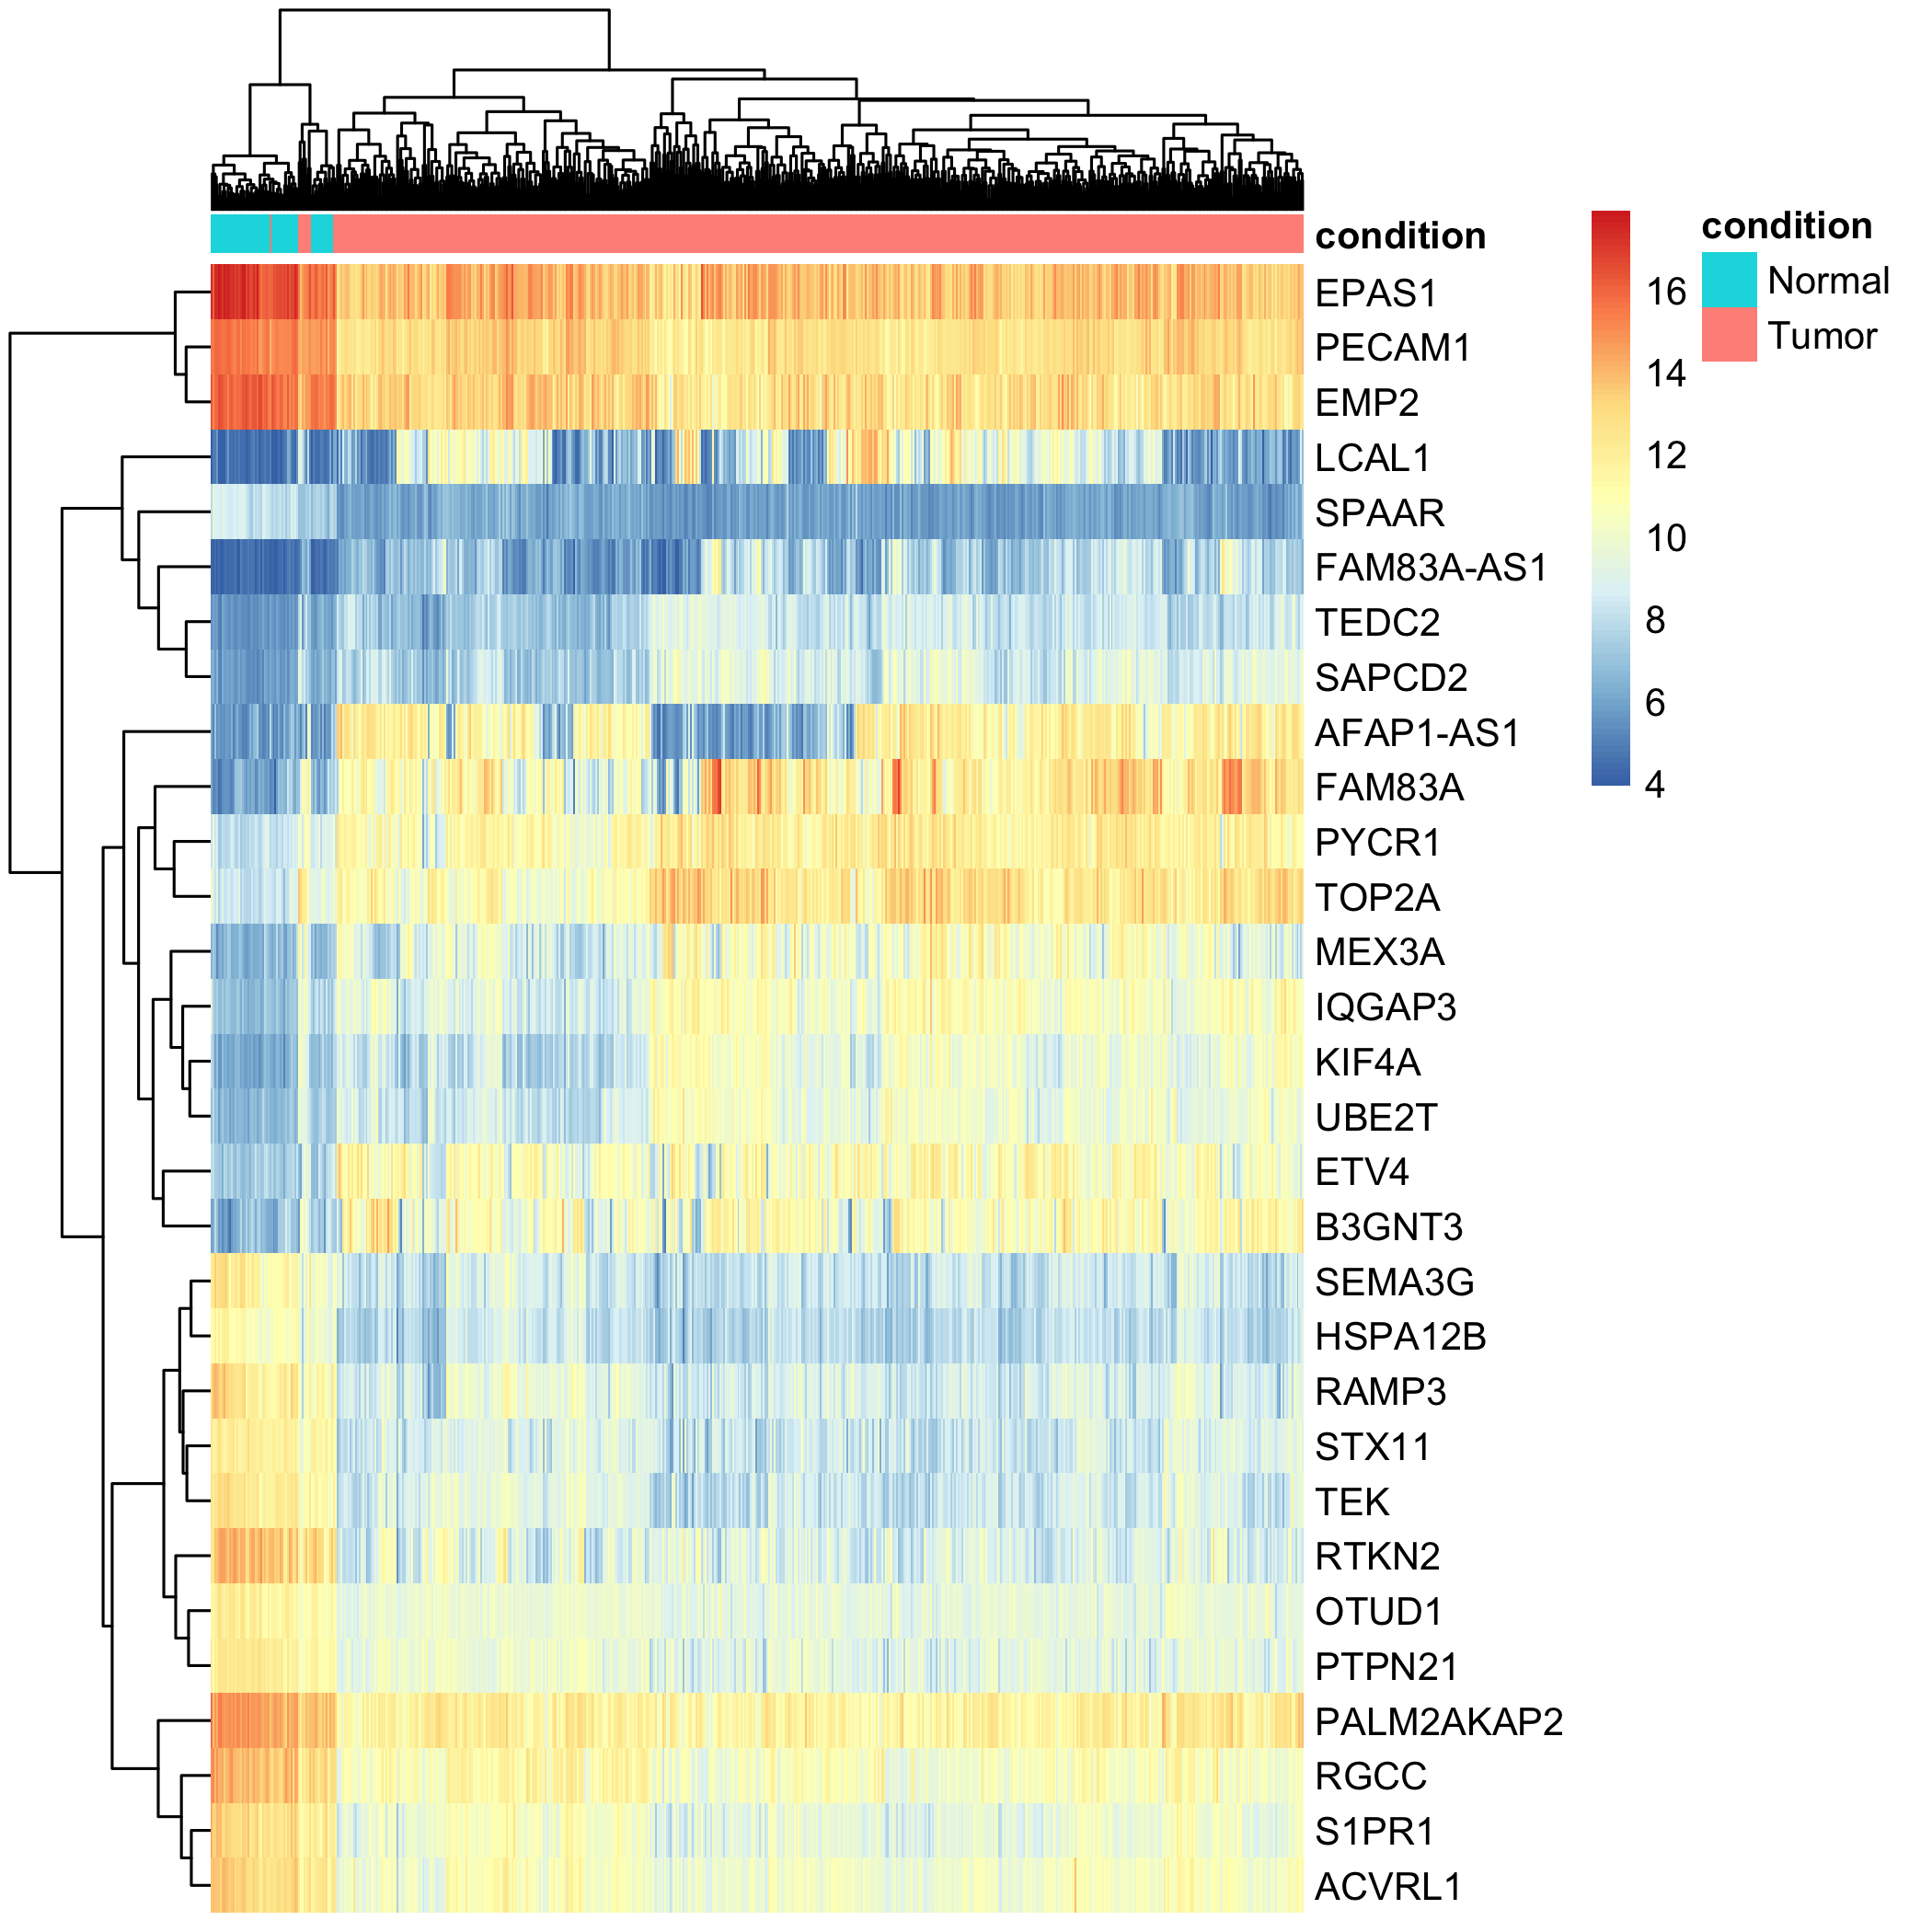 condition
EPAS1
PECAM1
EMP2
LCAL1
SPAAR
FAM83A-AS1
TEDC2
SAPCD2
AFAP1-AS1
FAM83A
PYCR1
TOP2A
MEX3A
IQGAP3
KIF4A
UBE2T
ETV4
B3GNT3
SEMA3G
HSPA12B
RAMP3
STX11
TEK
RTKN2
OTUD1
PTPN21
PALM2AKAP2
RGCC
S1PR1
ACVRL1
16
14
12
10
8
6
4
condition
Normal
Tumor